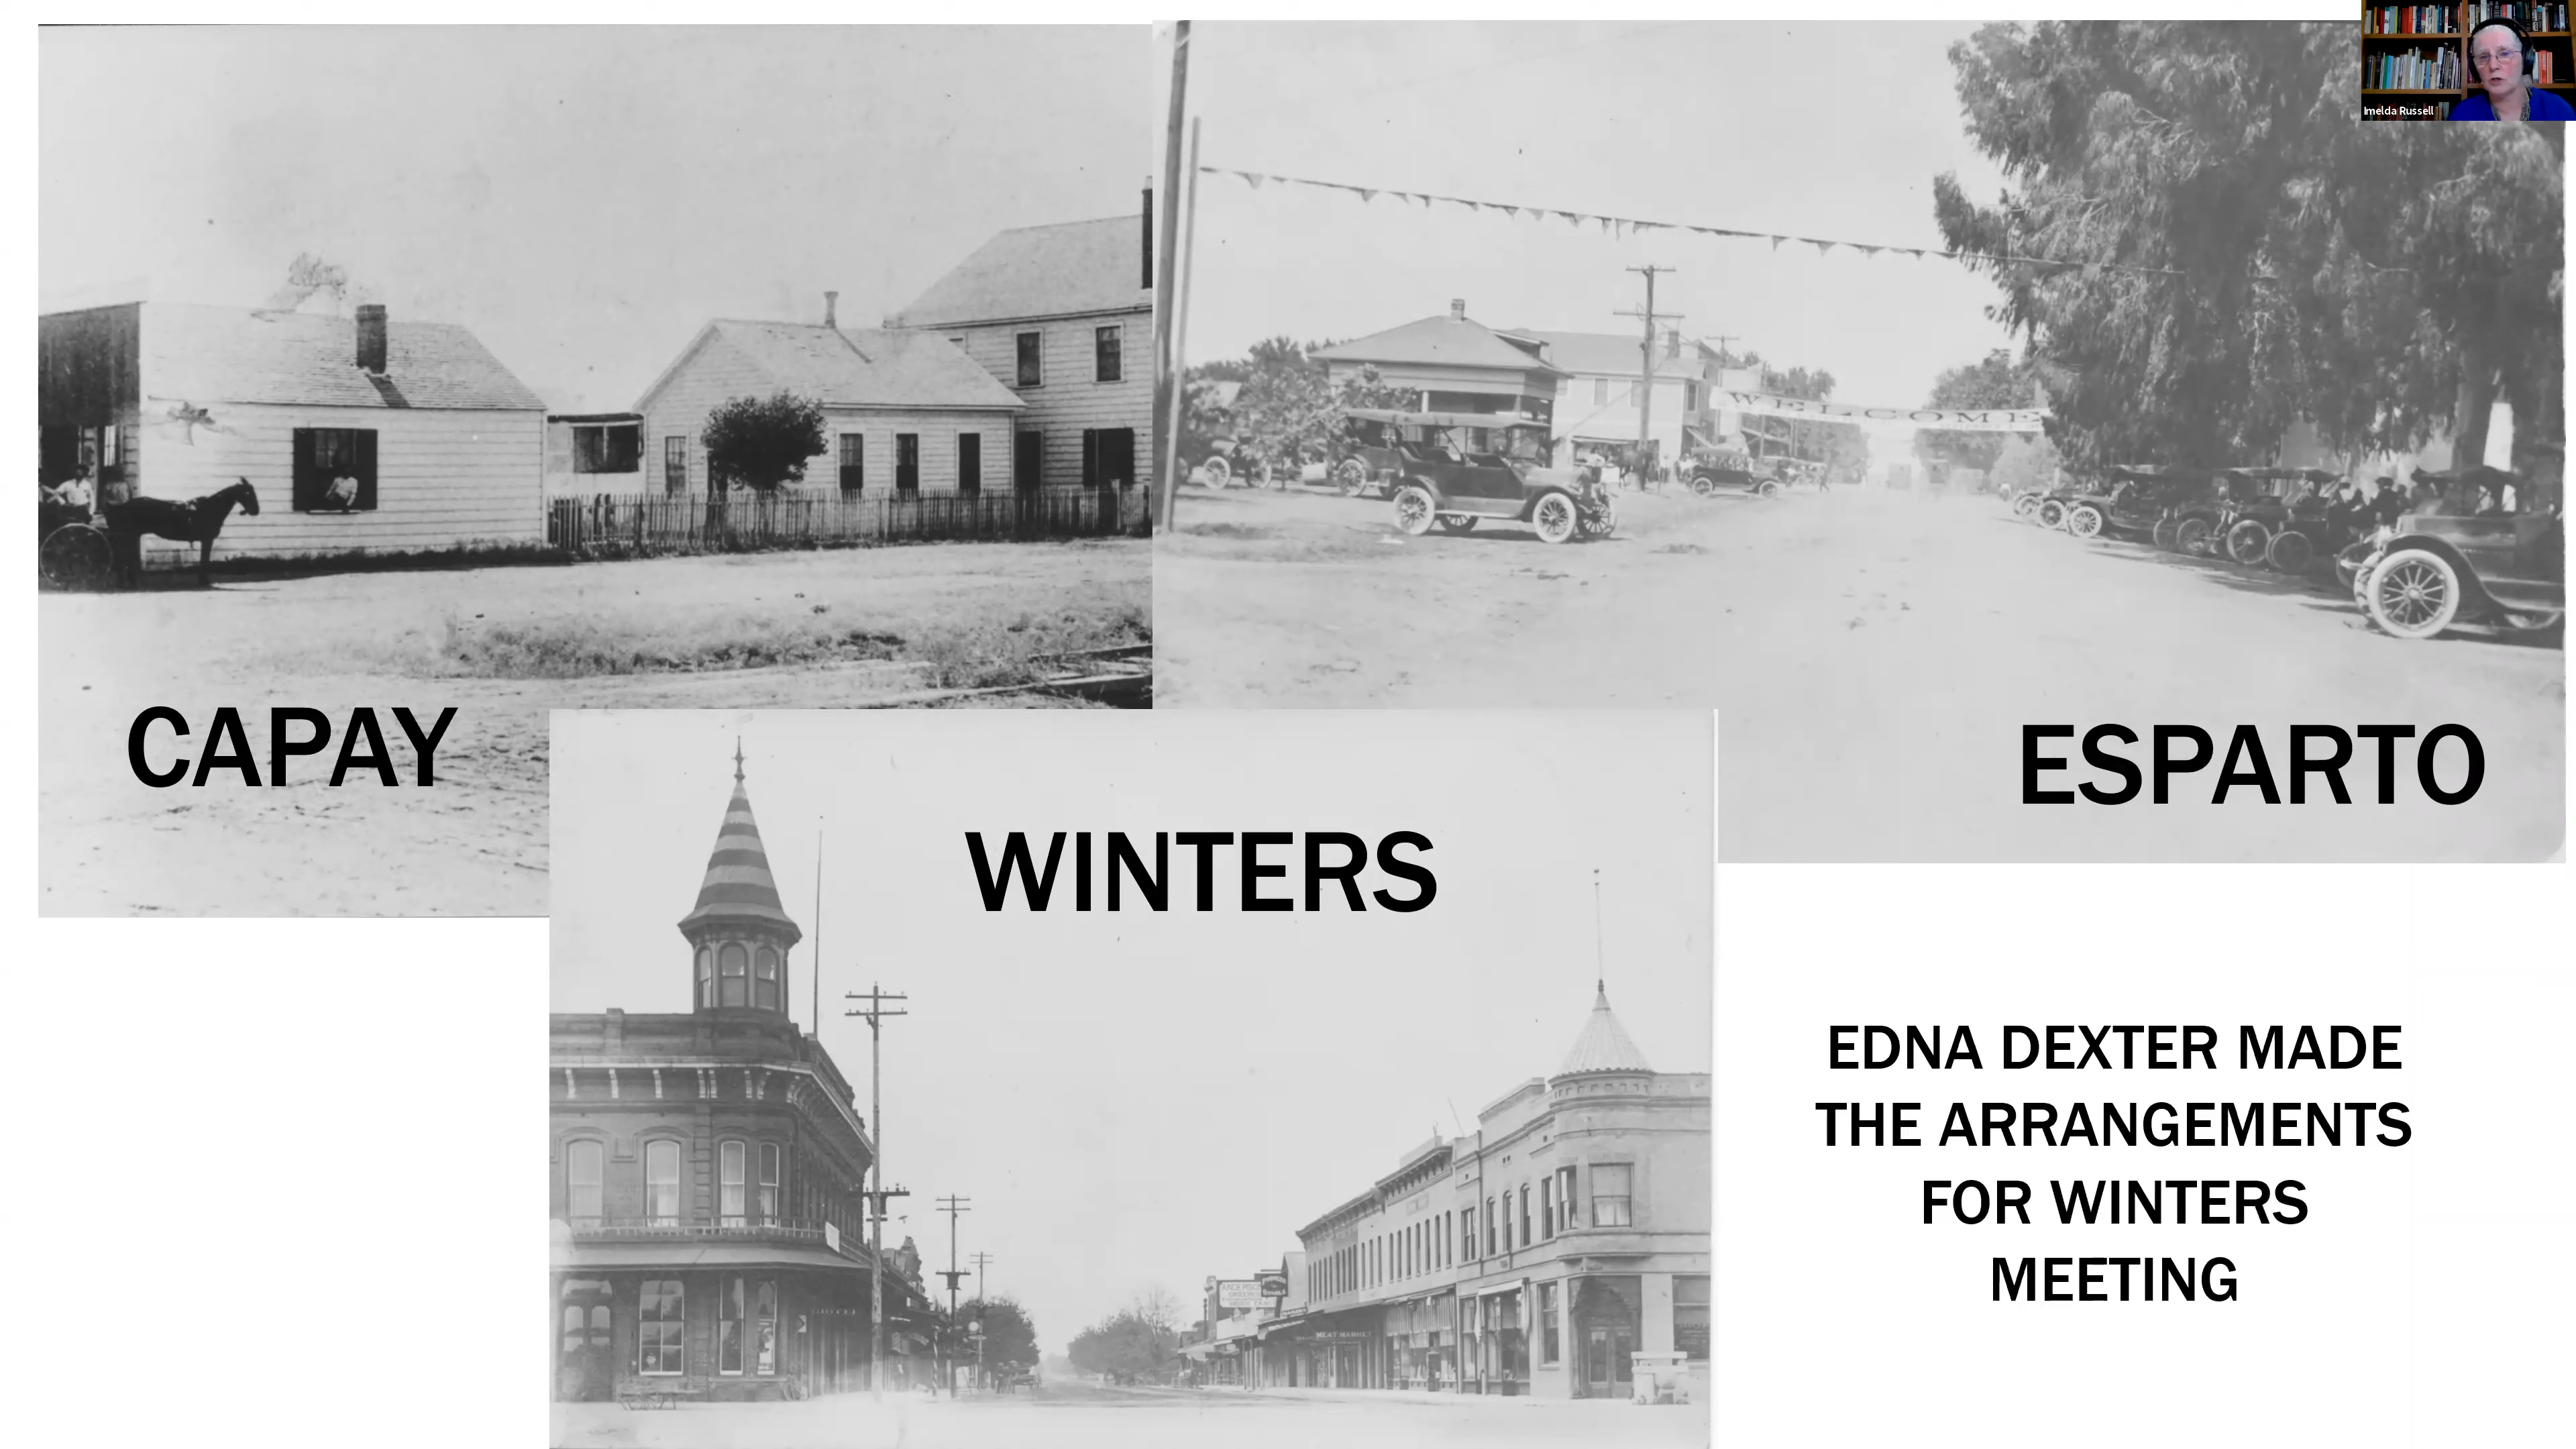 Imelda Russell
WELCOME
CAPAY
ESPARTO
WINTERS
EDNA DEXTER MADE
THE ARRANGEMENTS
FOR WINTERS
MEETING
MEAT MARKET